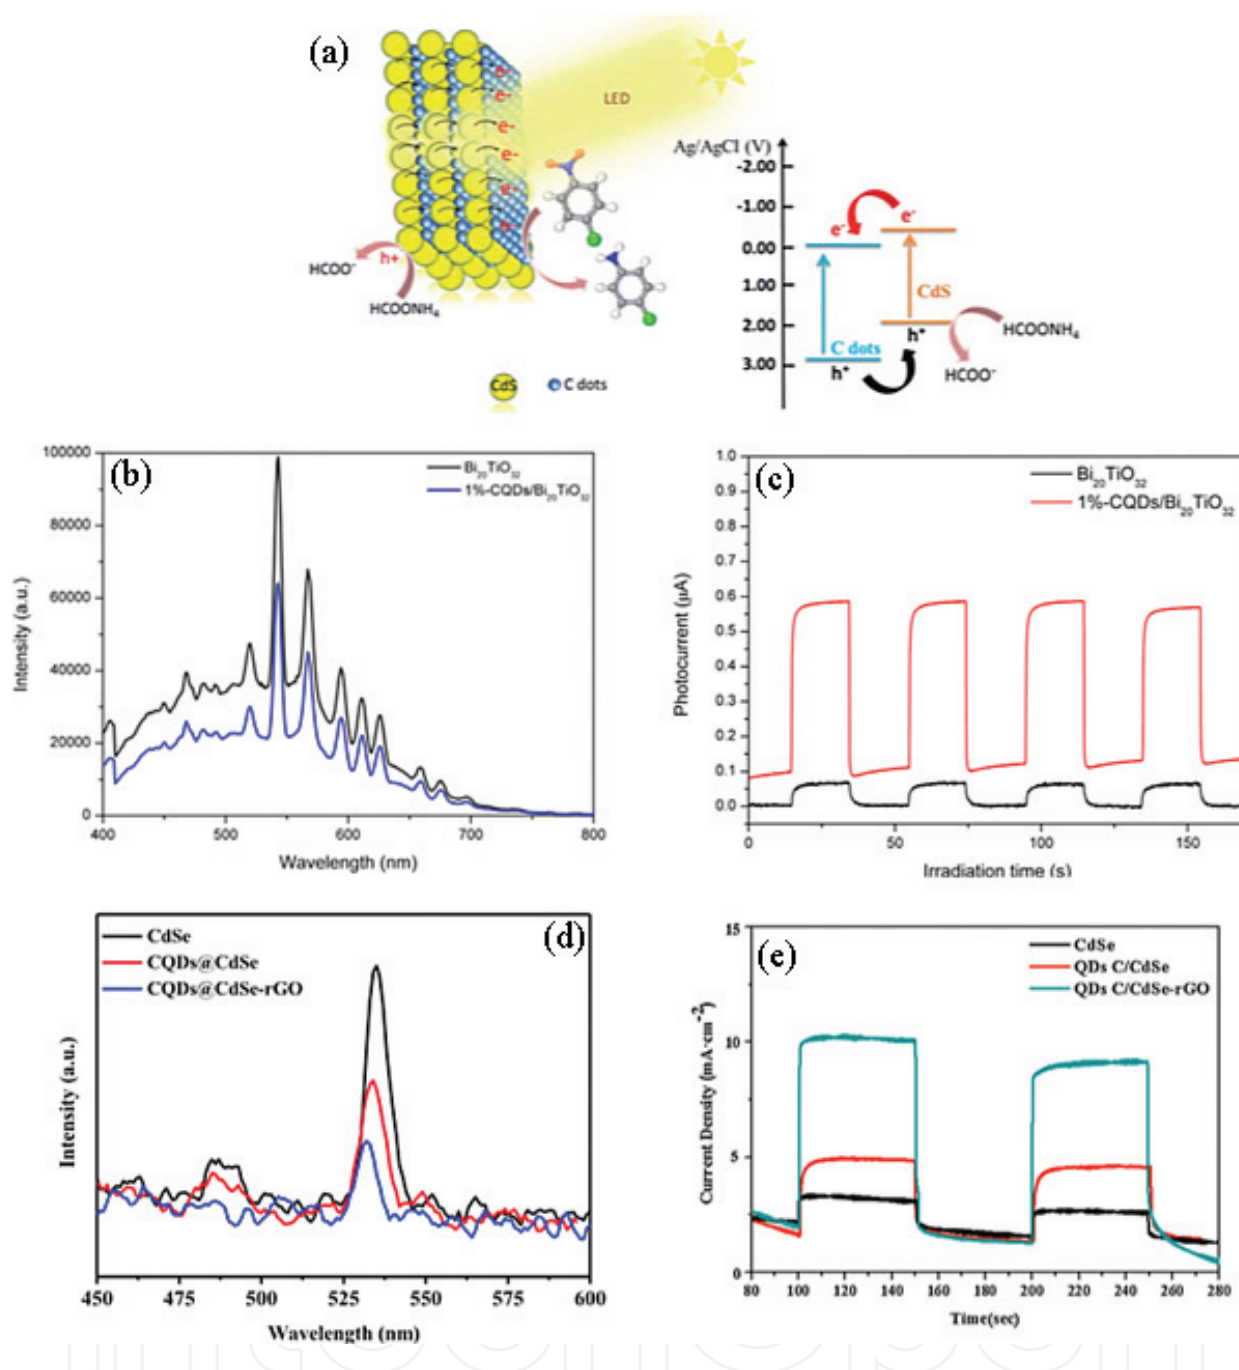 (a)
LED
e-
e-
e-
e-
e-
e-
HCOO⁻
h+
HCOONH₄
CdS
C dots
Ag/AgCl (V)
-2.00
-1.00
0.00
1.00
2.00
3.00
e⁻
e⁻
CdS
C dots
h⁺
h⁺
HCOONH₄
HCOO⁻
(b)
Bi₂₀TiO₃₂
1%-CQDs/Bi₂₀TiO₃₂
Intensity (a.u.)
100000
80000
60000
40000
20000
0
400
500
600
700
800
Wavelength (nm)
(c)
Bi₂₀TiO₃₂
1%-CQDs/Bi₂₀TiO₃₂
Photocurrent (μA)
1.0
0.9
0.8
0.7
0.6
0.5
0.4
0.3
0.2
0.1
0.0
0
50
100
150
Irradiation time (s)
(d)
CdSe
CQDs@CdSe
CQDs@CdSe-rGO
Intensity (a.u.)
450
475
500
525
550
575
600
Wavelength (nm)
(e)
CdSe
QDs C/CdSe
QDs C/CdSe-rGO
Current Density (mA·cm⁻²)
15
10
5
0
80
100
120
140
160
180
200
220
240
260
280
Time(sec)